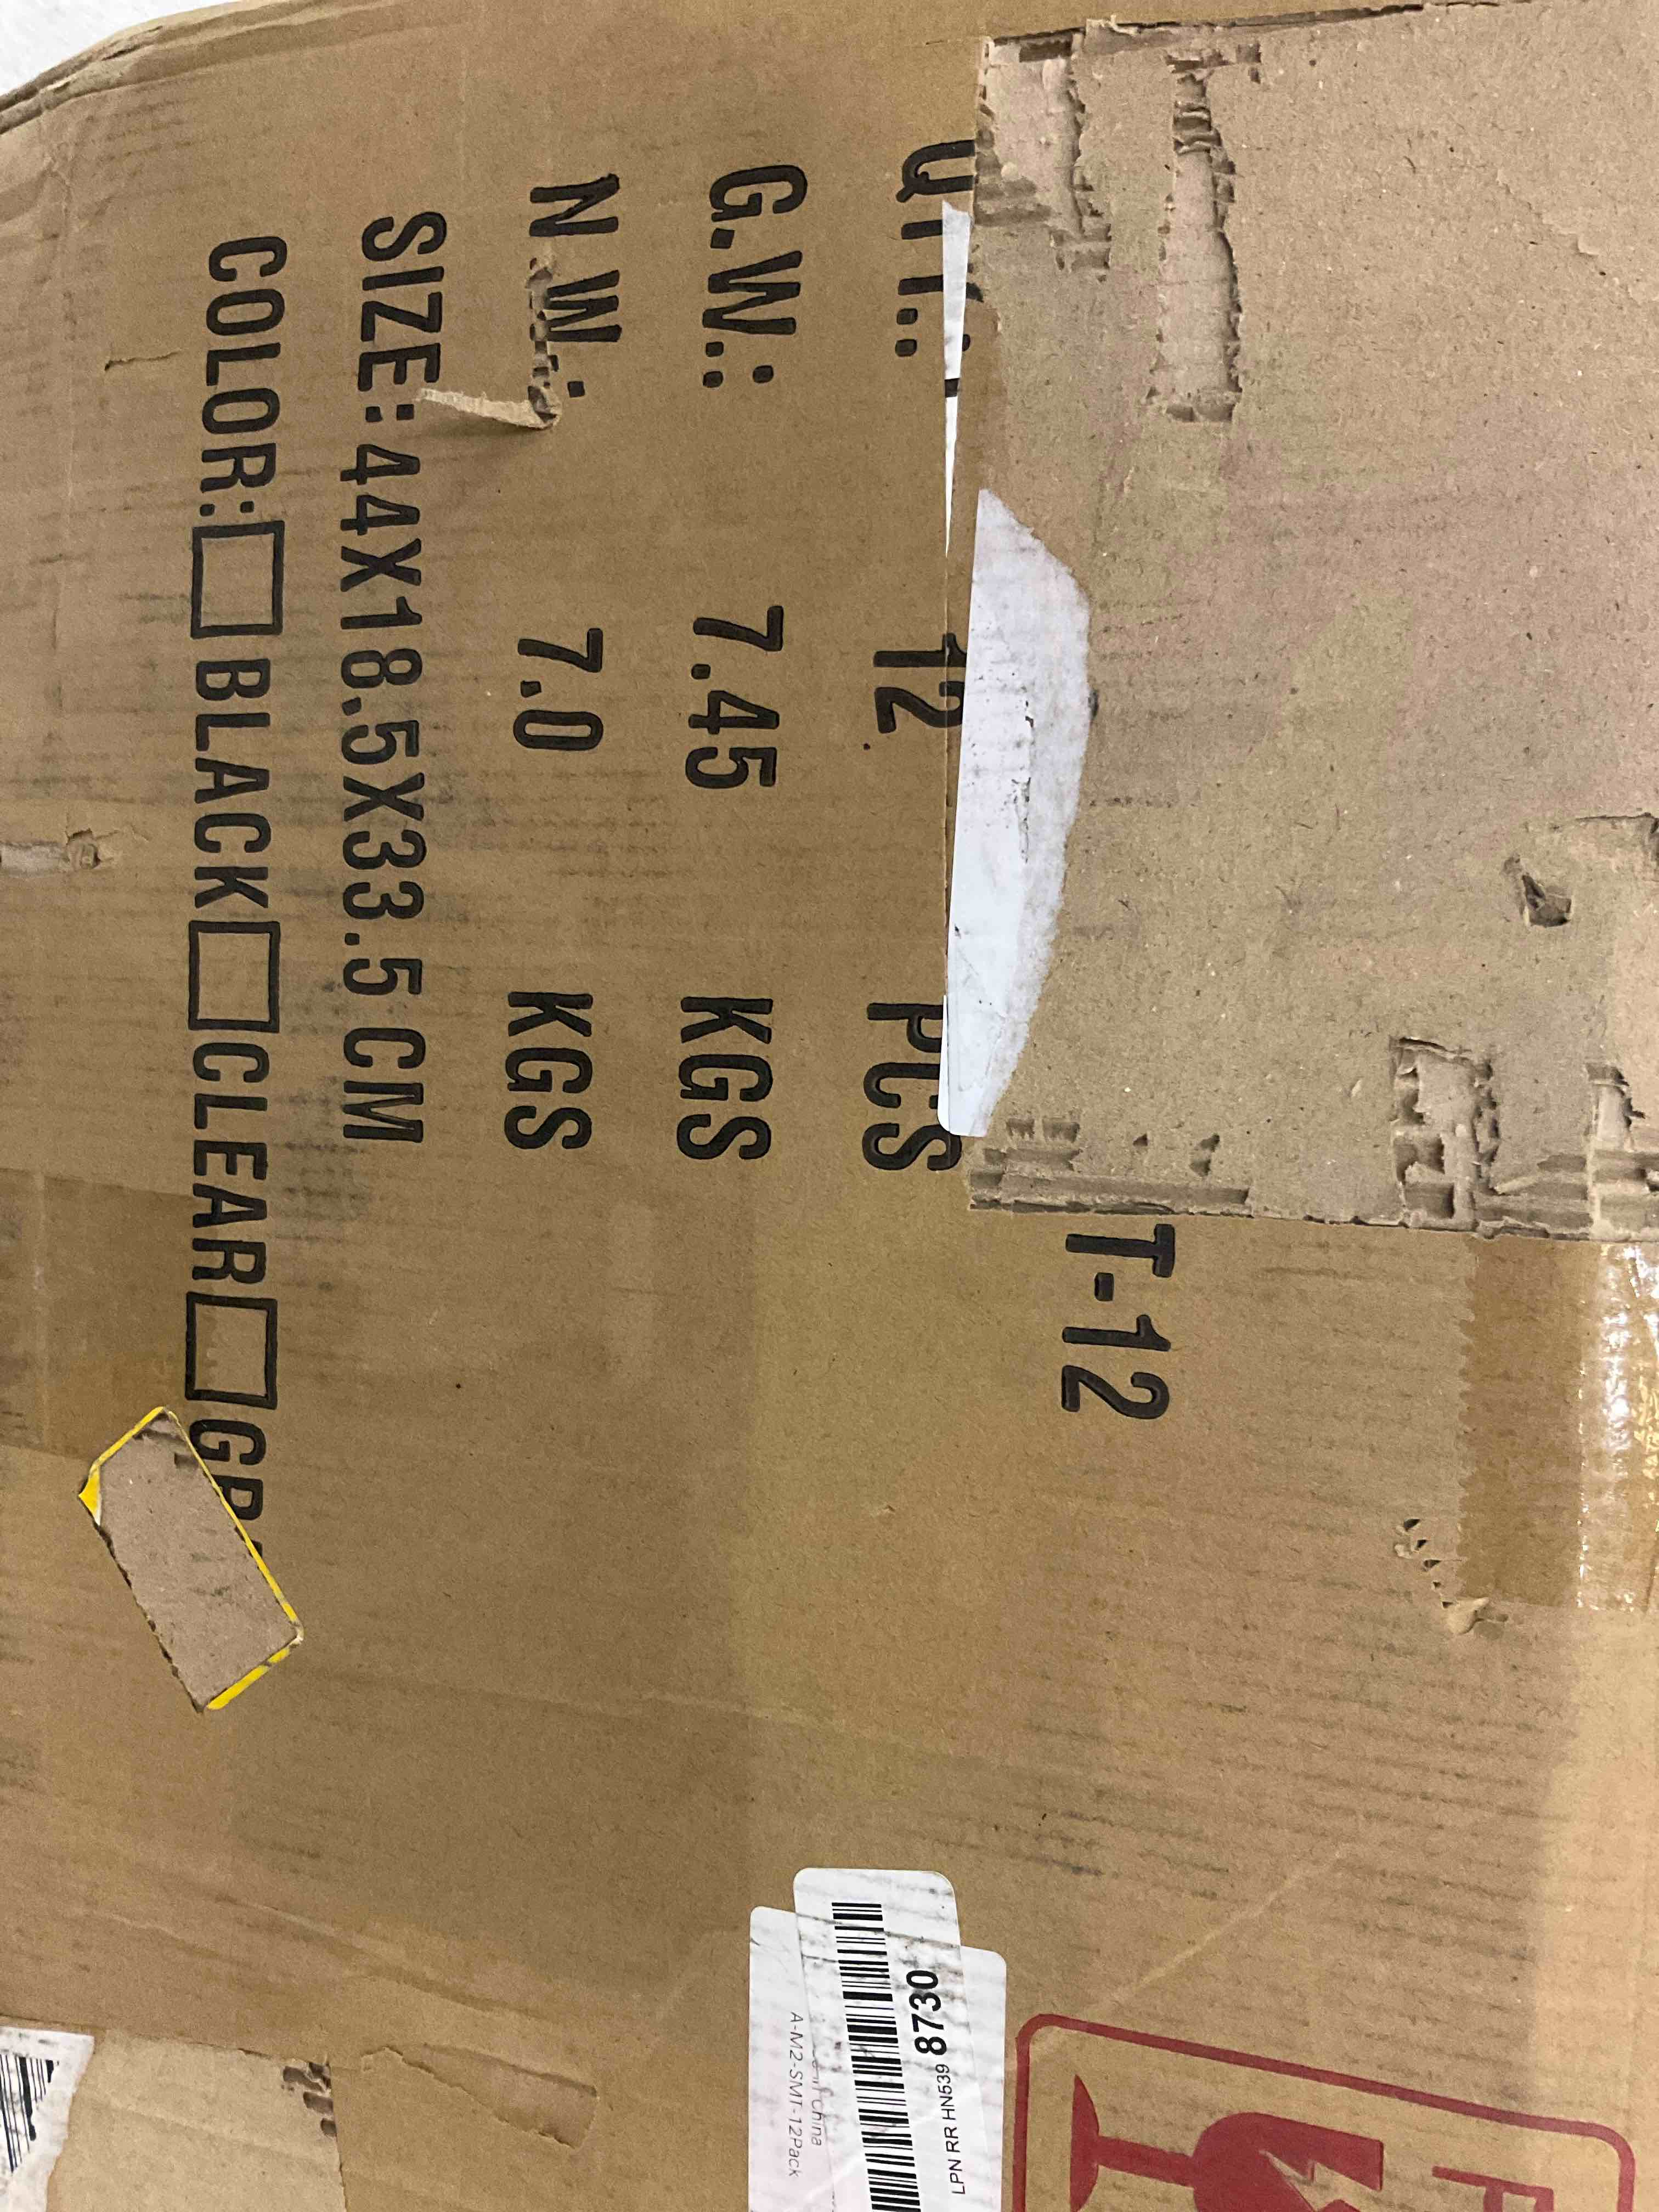 T-12
QTY.: 12 PCS
G.W.: 7.45 KGS
N.W.: 7.0 KGS
SIZE:44X18.5X33.5 CM
COLOR:☐ BLACK☐CLEAR☐
LPN RR HN539 8730
China
A-M2-SMT-12Pack